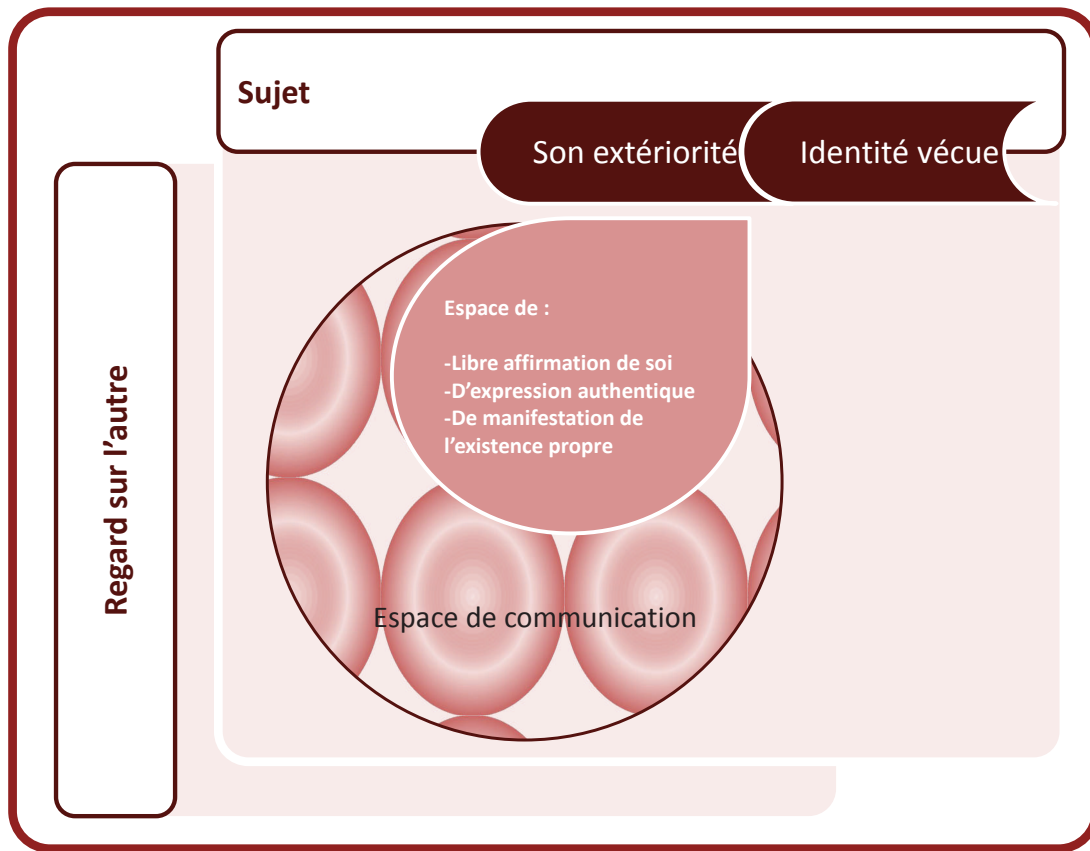 Sujet
Son extériorité
Identité vécue
Regard sur l’autre
Espace de :
-Libre affirmation de soi
-D’expression authentique
-De manifestation de
l’existence propre
Espace de communication